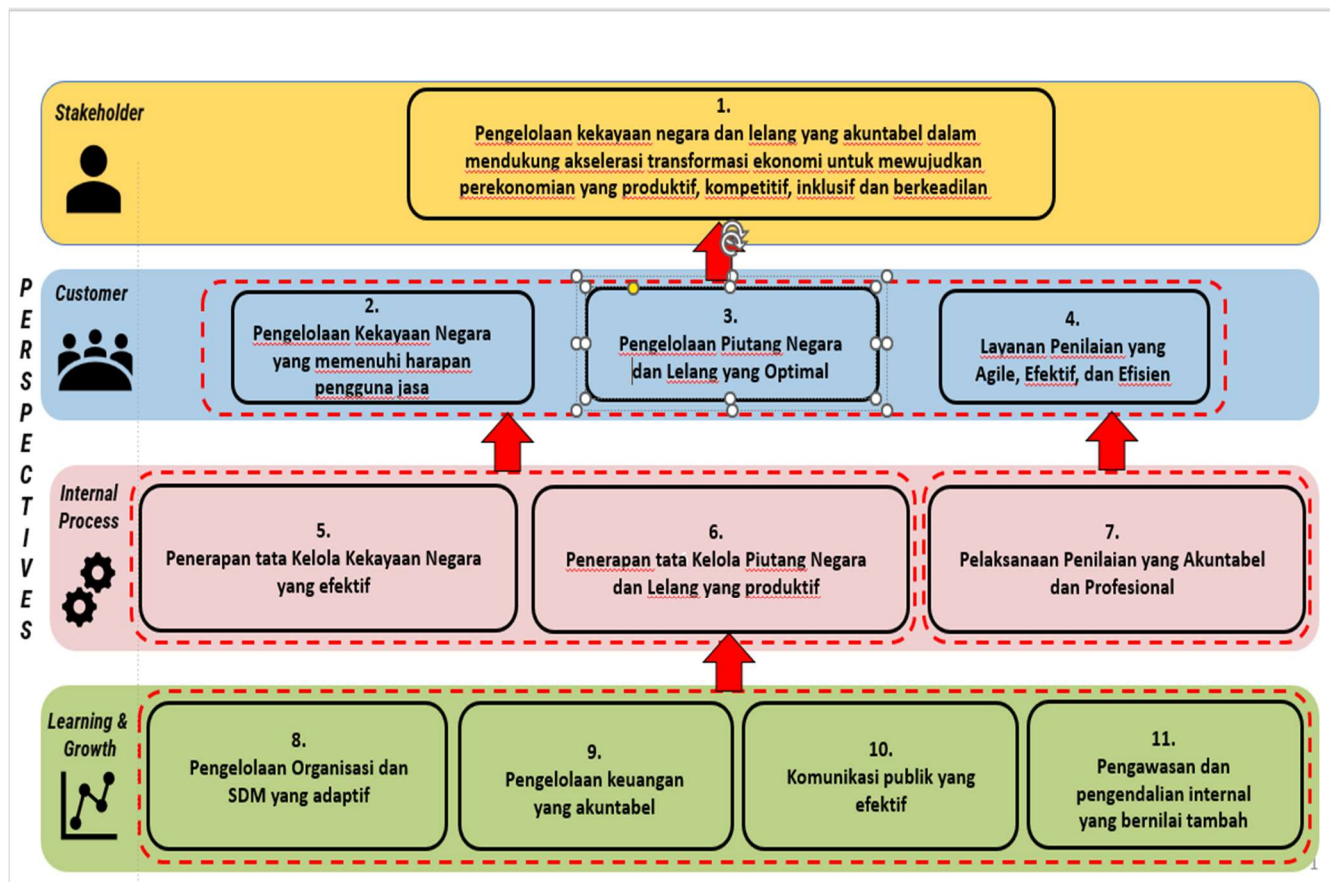 PERSPECTIVES
Stakeholder
1.
Pengelolaan kekayaan negara dan lelang yang akuntabel dalam
mendukung akselerasi transformasi ekonomi untuk mewujudkan
perekonomian yang produktif, kompetitif, inklusif dan berkeadilan
Customer
2.
Pengelolaan Kekayaan Negara
yang memenuhi harapan
pengguna jasa
3.
Pengelolaan Piutang Negara
dan Lelang yang Optimal
4.
Layanan Penilaian yang
Agile, Efektif, dan Efisien
Internal
Process
5.
Penerapan tata Kelola Kekayaan Negara
yang efektif
6.
Penerapan tata Kelola Piutang Negara
dan Lelang yang produktif
7.
Pelaksanaan Penilaian yang Akuntabel
dan Profesional
Learning &
Growth
8.
Pengelolaan Organisasi dan
SDM yang adaptif
9.
Pengelolaan keuangan
yang akuntabel
10.
Komunikasi publik yang
efektif
11.
Pengawasan dan
pengendalian internal
yang bernilai tambah
1